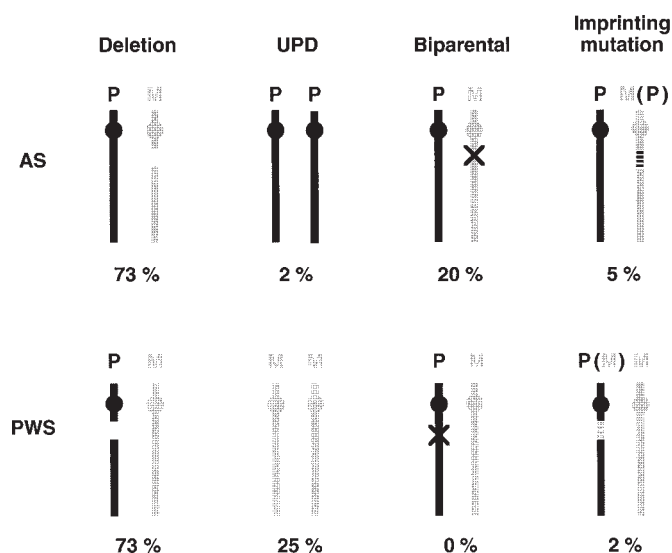 Deletion UPD Biparental Imprinting mutation
P M P P P M P M(P)
AS
73 % 2 % 20 % 5 %
P M M M P M P(M) M
PWS
73 % 25 % 0 % 2 %